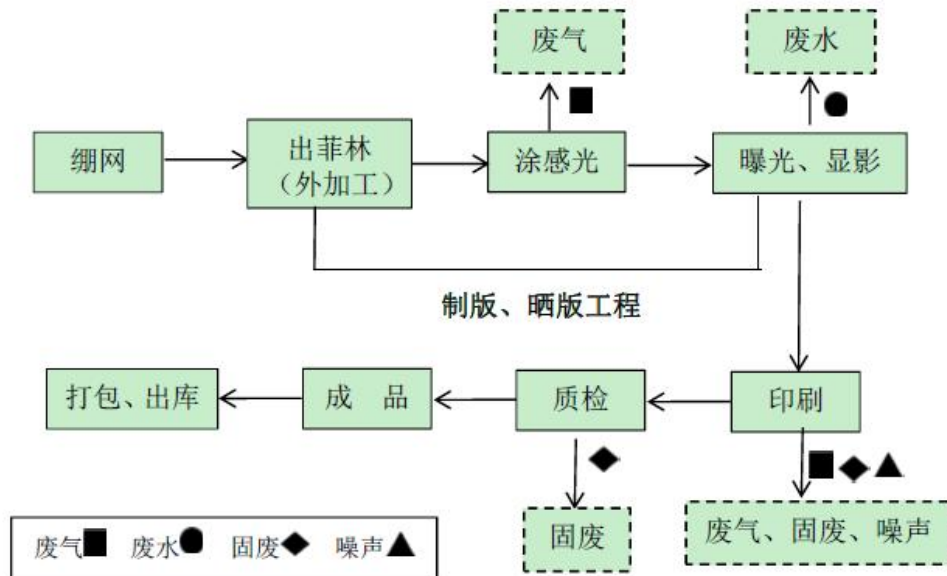 废气
废水
绷网
出菲林
（外加工）
涂感光
曝光、显影
制版、晒版工程
打包、出库
成 品
质检
印刷
固废
废气、固废、噪声
废气■ 废水● 固废◆ 噪声▲